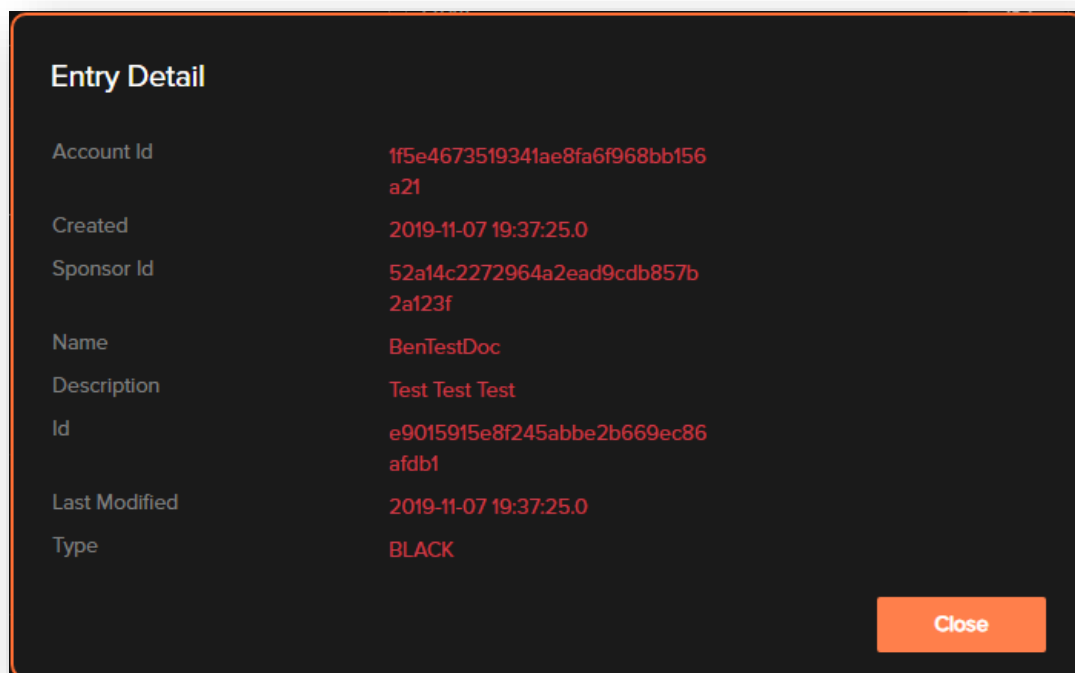 Entry Detail
Account Id 1f5e4673519341ae8fa6f968bb156
a21
Created 2019-11-07 19:37:25.0
Sponsor Id 52a14c2272964a2ead9cdb857b
2a123f
Name BenTestDoc
Description Test Test Test
Id e9015915e8f245abbe2b669ec86
afdb1
Last Modified 2019-11-07 19:37:25.0
Type BLACK
Close